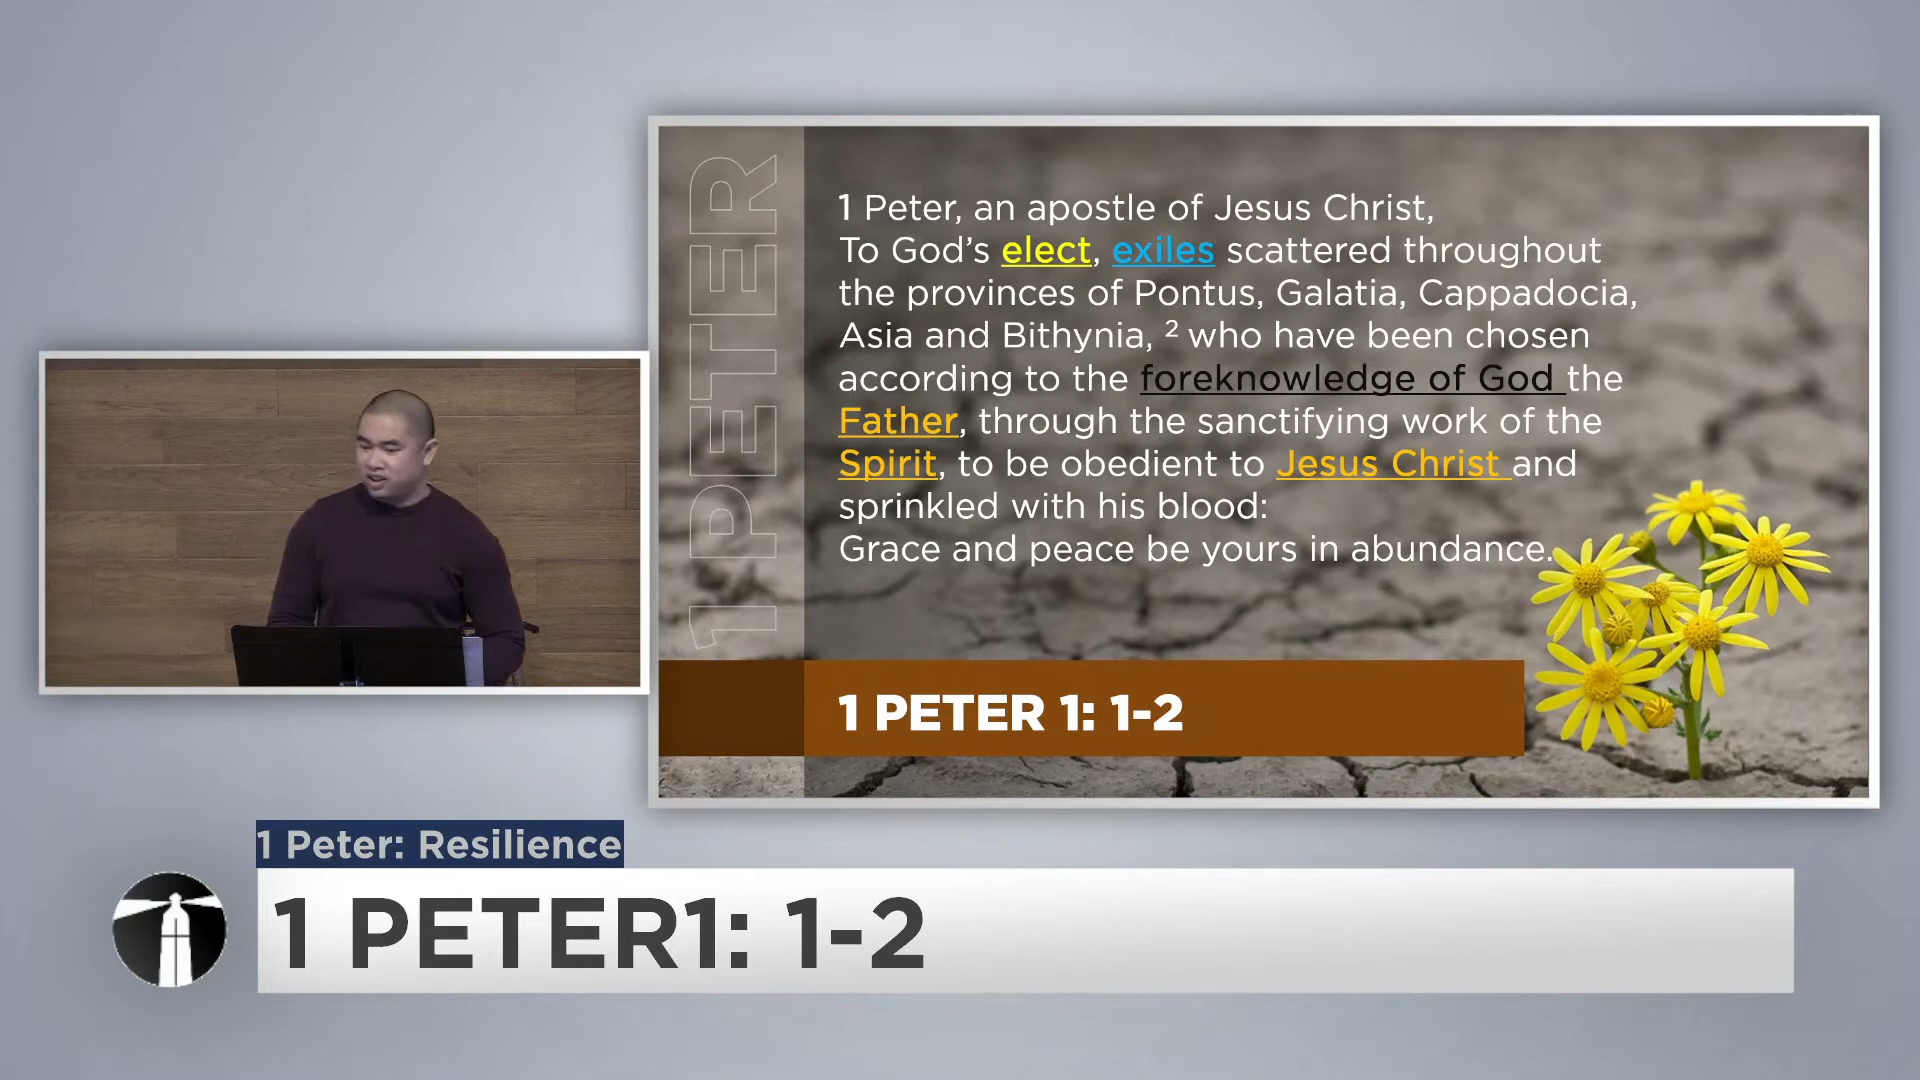 1 PETER
1 Peter, an apostle of Jesus Christ,
To God’s elect, exiles scattered throughout
the provinces of Pontus, Galatia, Cappadocia,
Asia and Bithynia, ² who have been chosen
according to the foreknowledge of God the
Father, through the sanctifying work of the
Spirit, to be obedient to Jesus Christ and
sprinkled with his blood:
Grace and peace be yours in abundance.
1 PETER 1: 1-2
1 Peter: Resilience
1 PETER1: 1-2